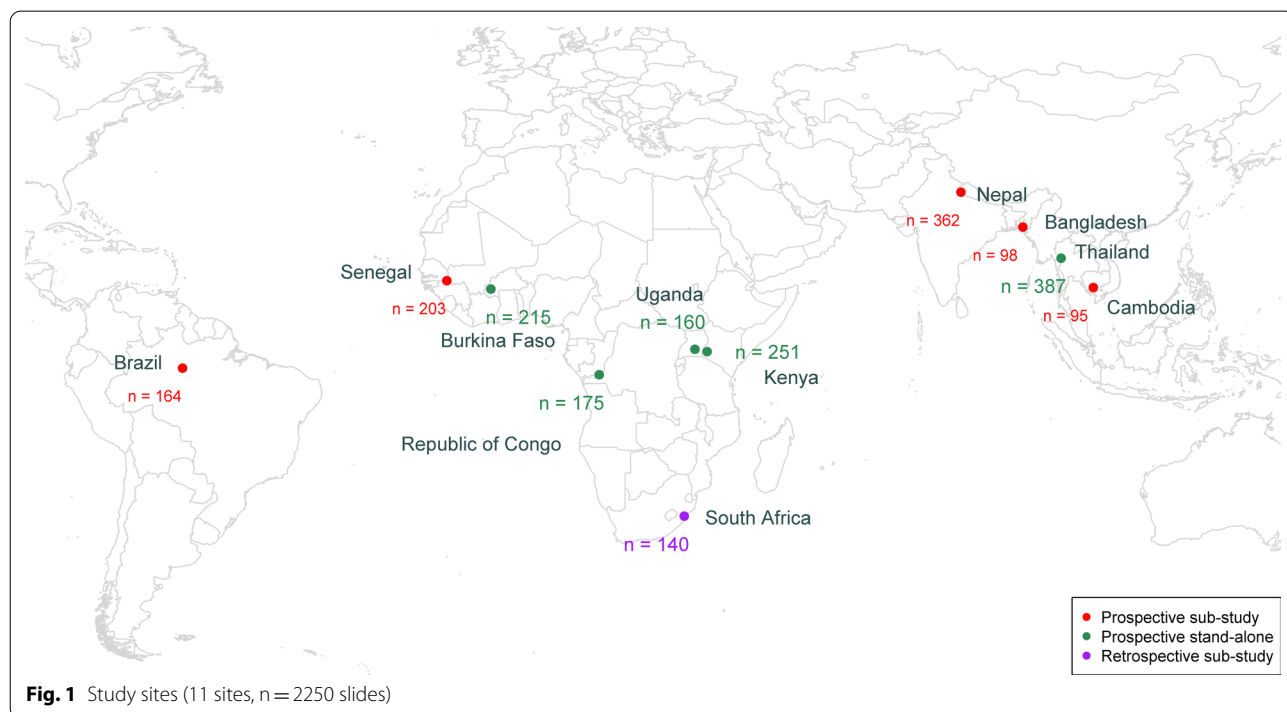 Nepal
n = 362
Bangladesh
n = 98
Thailand
n = 387
Senegal
n = 203
Uganda
n = 160
n = 215
Burkina Faso
n = 95
Cambodia
Brazil
n = 164
n = 251
Kenya
n = 175
Republic of Congo
South Africa
n = 140
Prospective sub-study
Prospective stand-alone
Retrospective sub-study
Fig. 1 Study sites (11 sites, n = 2250 slides)